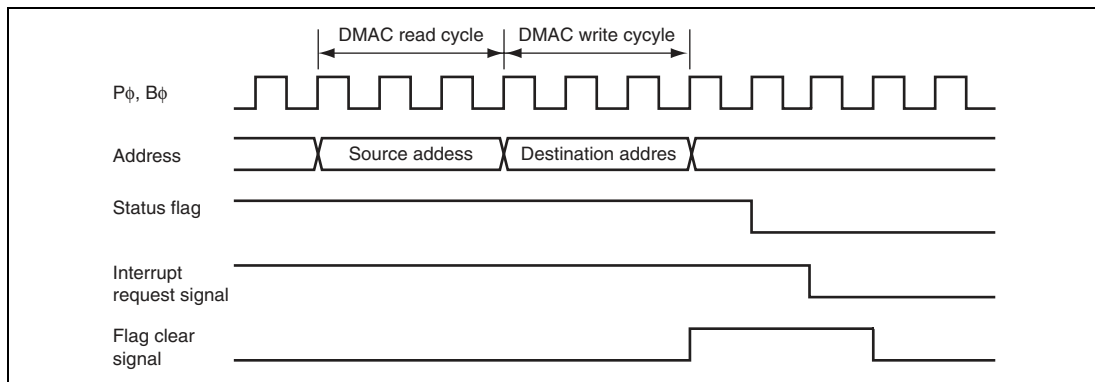 DMAC read cycle DMAC write cycyle
Pϕ, Bϕ
Address Source addess Destination addres
Status flag
Interrupt
request signal
Flag clear
signal